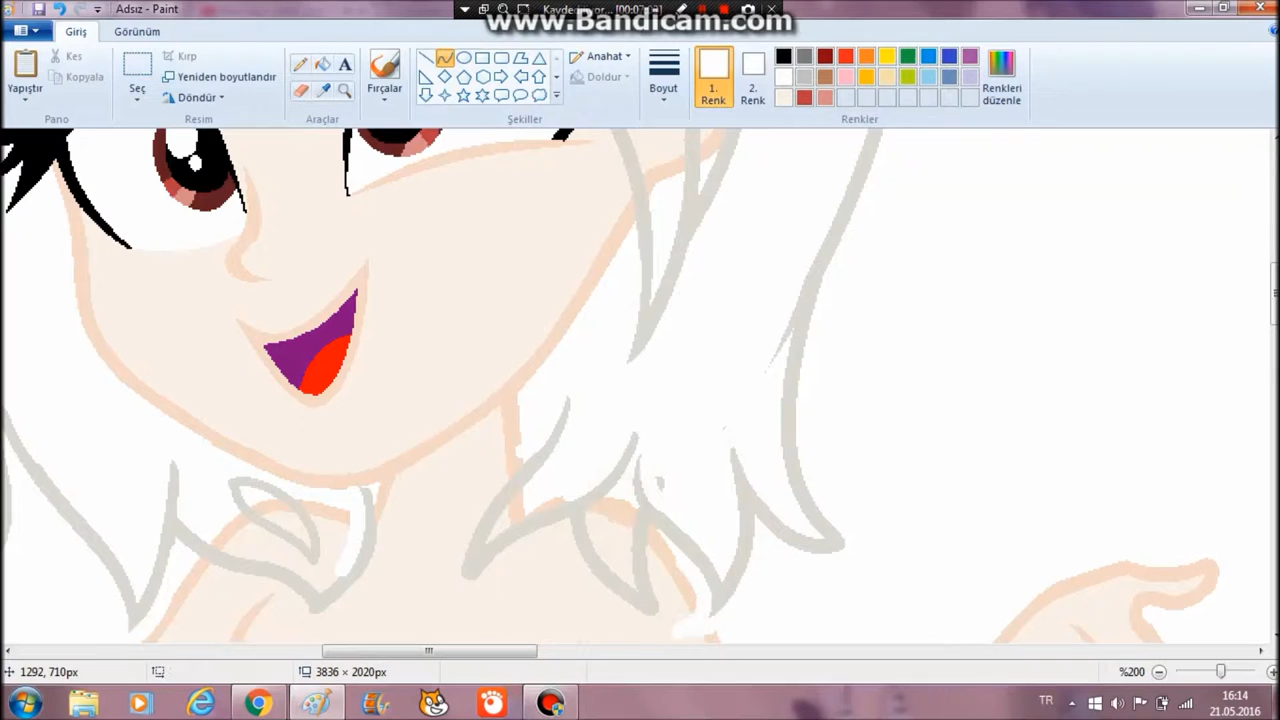 Adsız - Paint
www.Bandicam.com
Giriş
Görünüm
Yapıştır
Kes
Kopyala
Pano
Seç
Kırp
Yeniden boyutlandır
Döndür
Resim
Araçlar
Fırçalar
Şekiller
Anahat
Doldur
Boyut
1.
Renk
2.
Renk
Renkler
Renkleri
düzenle
1292, 710px
3836 × 2020px
%200
TR
16:14
21.05.2016